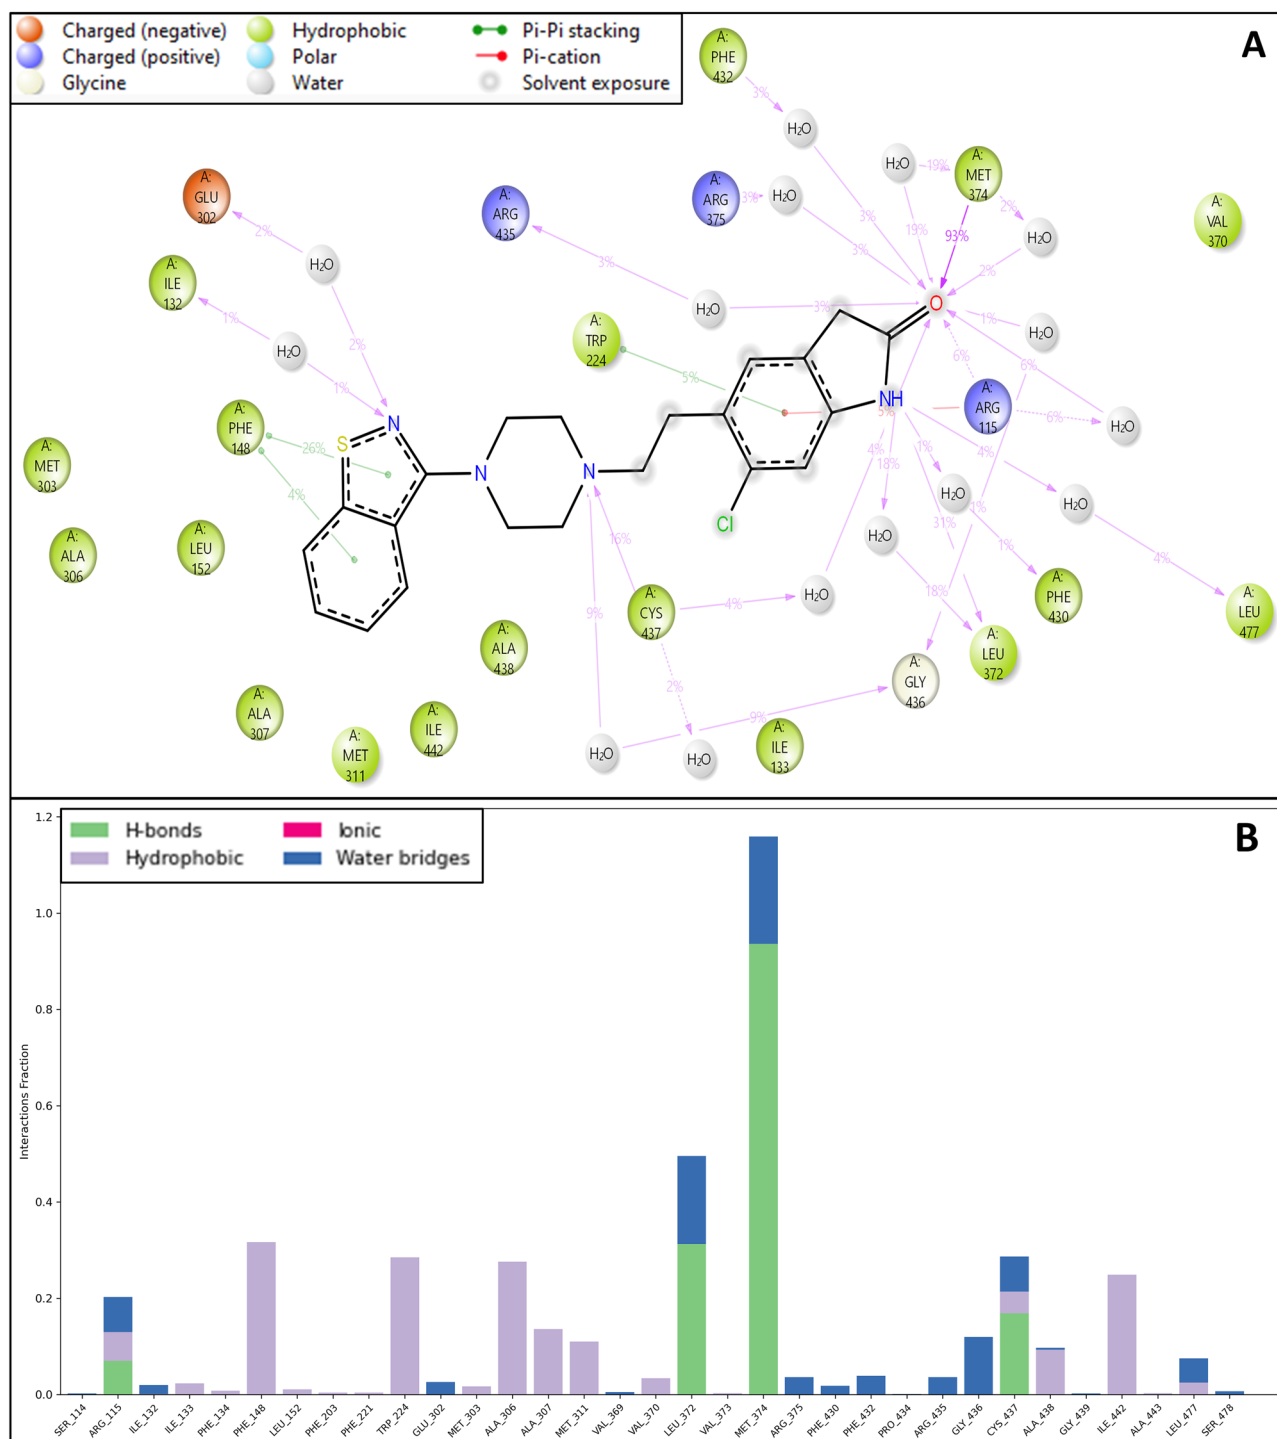 Charged (negative) Hydrophobic Pi-Pi stacking
Charged (positive) Polar Pi-cation
Glycine Water Solvent exposure
A
A: PHE 432
3%
H₂O
3%
A: GLU 302
2%
H₂O
2%
A: ILE 132
1%
H₂O
1%
A: ARG 435
3%
H₂O
3%
A: ARG 375
3%
H₂O
3%
H₂O
19%
19%
A: MET 374
93%
2%
H₂O
2%
A: VAL 370
O
1%
H₂O
6%
6%
A: ARG 115
6%
H₂O
5%
A: TRP 224
5%
NH
A: PHE 148
26%
4%
S
N
N
N
Cl
A: MET 303
A: ALA 306
A: LEU 152
16%
9%
A: CYS 437
4%
H₂O
4%
18%
H₂O
18%
31%
1%
H₂O
1%
1%
4%
H₂O
4%
A: PHE 430
A: LEU 477
A: LEU 372
A: GLY 436
A: ALA 438
2%
H₂O
9%
H₂O
A: ALA 307
A: MET 311
A: ILE 442
A: ILE 133
B
H-bonds Ionic
Hydrophobic Water bridges
Interactions Fraction
1.2
1.0
0.8
0.6
0.4
0.2
0.0
SER_114
ARG_115
ILE_132
ILE_133
PHE_134
PHE_148
LEU_152
PHE_203
PHE_221
TRP_224
GLU_302
MET_303
ALA_306
ALA_307
MET_311
VAL_369
VAL_370
LEU_372
VAL_373
MET_374
ARG_375
PHE_430
PHE_432
PRO_434
ARG_435
GLY_436
CYS_437
ALA_438
GLY_439
ILE_442
ALA_443
LEU_477
SER_478